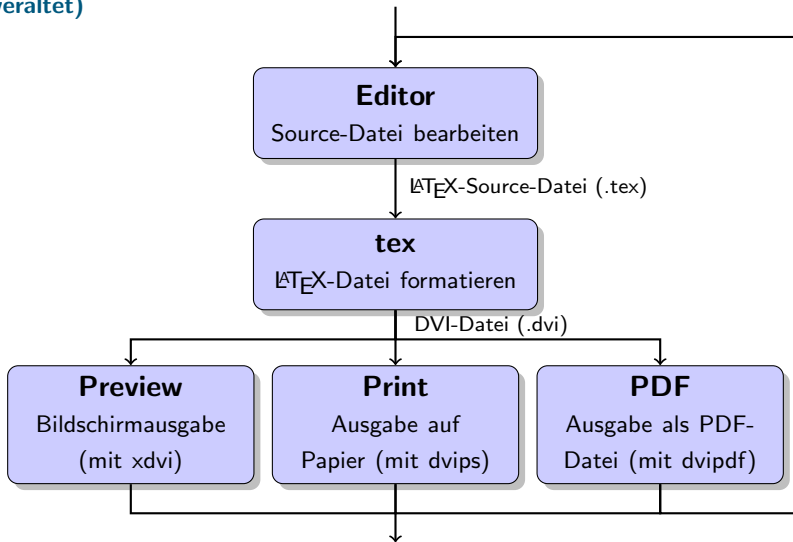 veraltet)
Editor
Source-Datei bearbeiten
LATEX-Source-Datei (.tex)
tex
LATEX-Datei formatieren
DVI-Datei (.dvi)
Preview
Bildschirmausgabe
(mit xdvi)
Print
Ausgabe auf
Papier (mit dvips)
PDF
Ausgabe als PDF-
Datei (mit dvipdf)